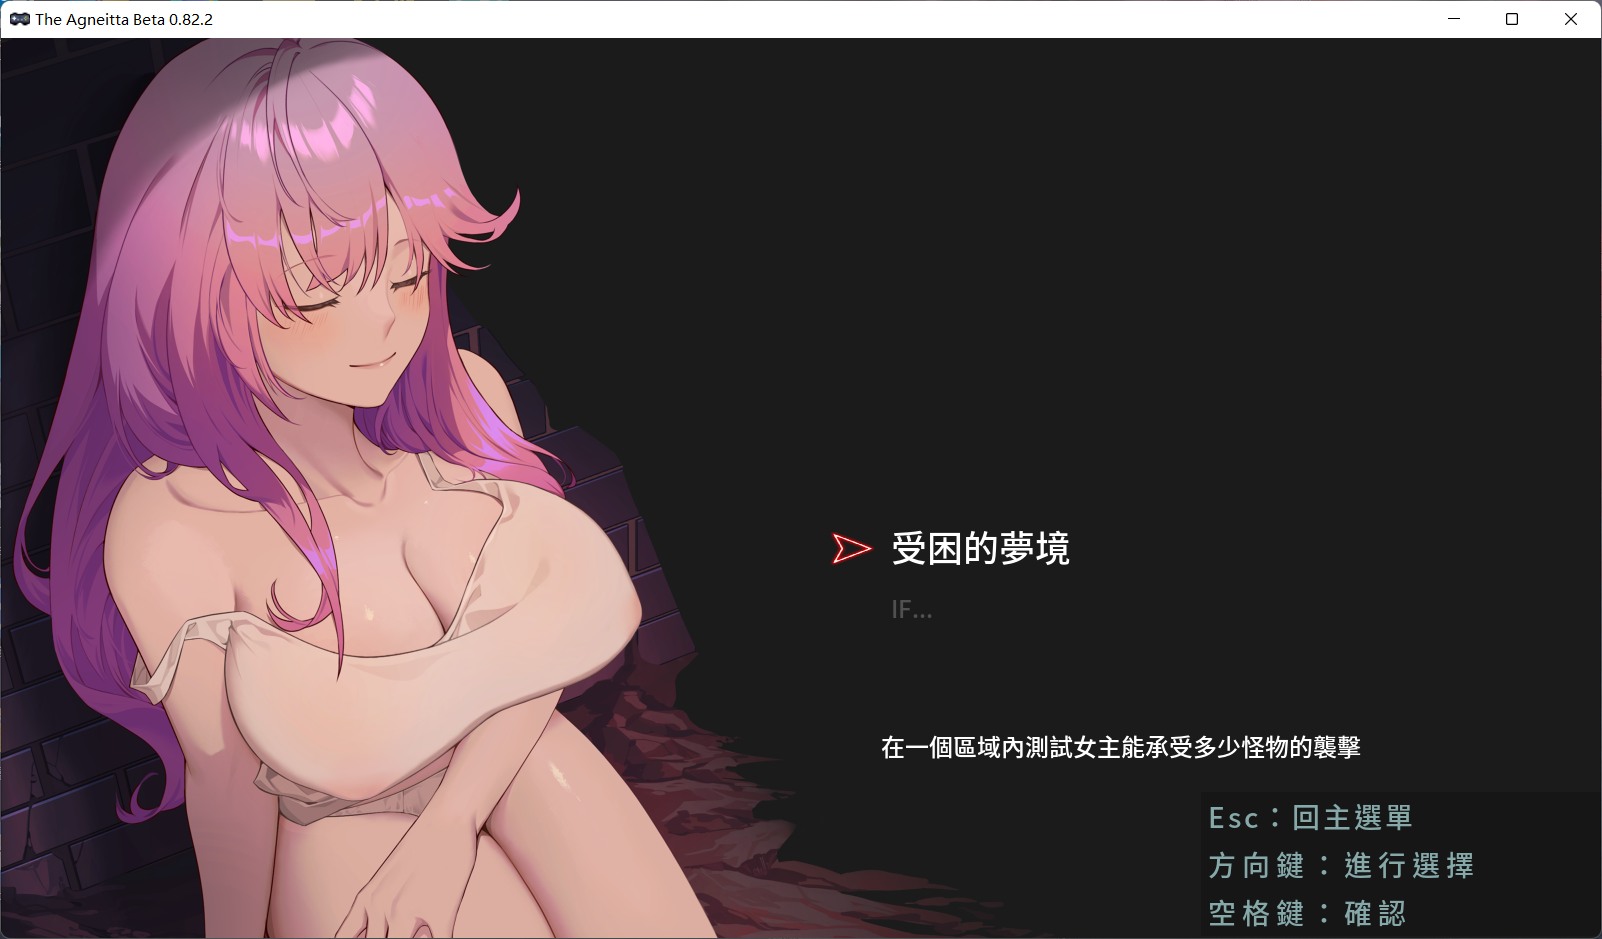 The Agneitta Beta 0.82.2
受困的夢境
IF...
在一個區域內測試女主能承受多少怪物的襲擊
Esc：回主選單
方向鍵：進行選擇
空格鍵：確認